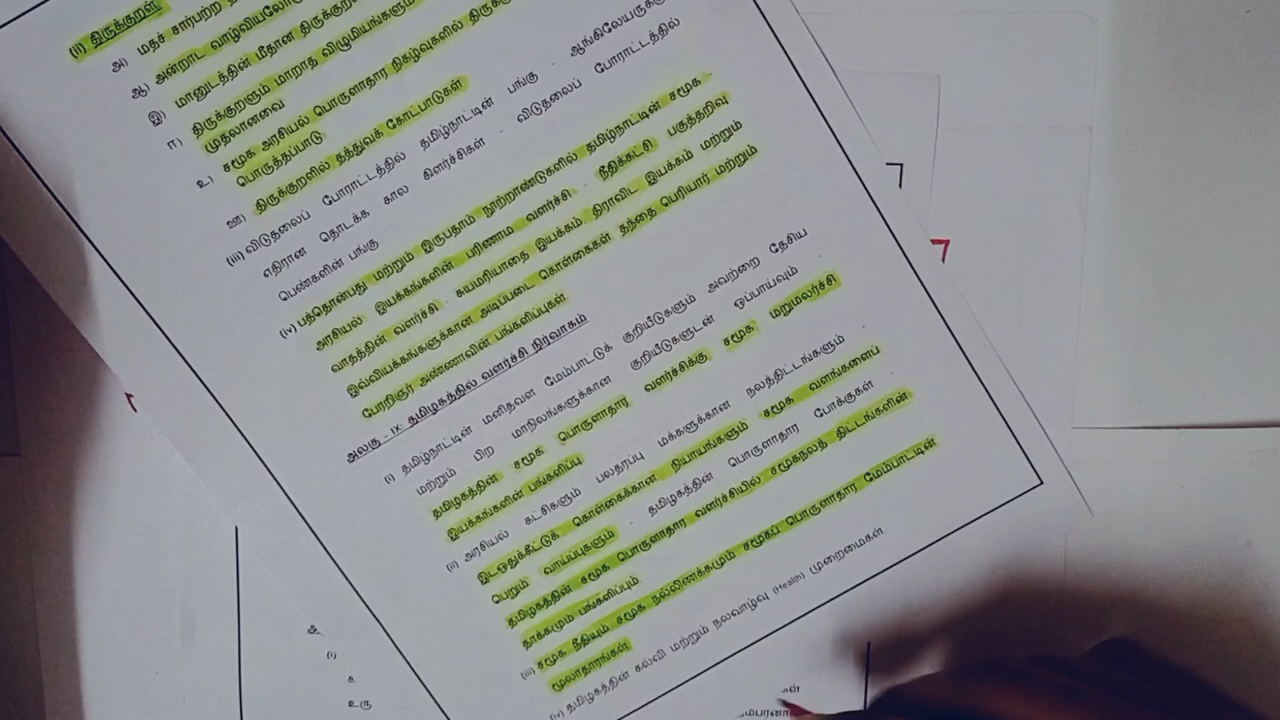 (ii) திருக்குறள்
அ) மதச் சார்பற்ற
ஆ) அன்றாட வாழ்வியலோடு
இ) மானுடத்தின் மீதான திருக்குறளின்
ஈ) திருக்குறளும் மாறாத விழுமியங்களும்
முதலானவை
உ) சமூக அரசியல் பொருளாதார நிகழ்வுகளில்
பொருத்தப்பாடு
ஊ) திருக்குறளில் தத்துவக் கோட்பாடுகள்
(iii) விடுதலைப் போராட்டத்தில் தமிழ்நாட்டின் பங்கு - ஆங்கிலேயருக்கு
எதிரான தொடக்க கால கிளர்ச்சிகள் - விடுதலைப் போராட்டத்தில்
பெண்களின் பங்கு
(iv) பத்தொன்பது மற்றும் இருபதாம் நூற்றாண்டுகளில் தமிழ்நாட்டின் சமூக -
அரசியல் இயக்கங்களின் பரிணாம வளர்ச்சி - நீதிக்கட்சி பகுத்தறிவு
வாதத்தின் வளர்ச்சி - சுயமரியாதை இயக்கம் திராவிட இயக்கம் மற்றும்
இவ்வியக்கங்களுக்கான அடிப்படை கொள்கைகள் தந்தை பெரியார் மற்றும்
பேரறிஞர் அண்ணாவின் பங்களிப்புகள்
அலகு - IX: தமிழகத்தில் வளர்ச்சி நிர்வாகம்
(i) தமிழ்நாட்டின் மனிதவள மேம்பாட்டுக் குறியீடுகளும் அவற்றை தேசிய
மற்றும் பிற மாநிலங்களுக்கான குறியீடுகளுடன் ஒப்பாய்வும் -
தமிழகத்தின் சமூக பொருளாதார வளர்ச்சிக்கு சமூக மறுமலர்ச்சி
இயக்கங்களின் பங்களிப்பு
(ii) அரசியல் கட்சிகளும் பலதரப்பு மக்களுக்கான நலத்திட்டங்களும் -
இடஒதுக்கீட்டுக் கொள்கைக்கான நியாயங்களும் சமூக வளங்களைப்
பெறும் வாய்ப்புகளும் - தமிழகத்தின் பொருளாதார போக்குகள் -
தமிழகத்தின் சமூக பொருளாதார வளர்ச்சியில் சமூகநலத் திட்டங்களின்
தாக்கமும் பங்களிப்பும்
(iii) சமூக நீதியும் சமூக நல்லிணக்கமும் சமூகப் பொருளாதார மேம்பாட்டின்
மூலாதாரங்கள்
(iv) தமிழகத்தின் கல்வி மற்றும் நலவாழ்வு (Health) முறைமைகள்
(i)
உரு